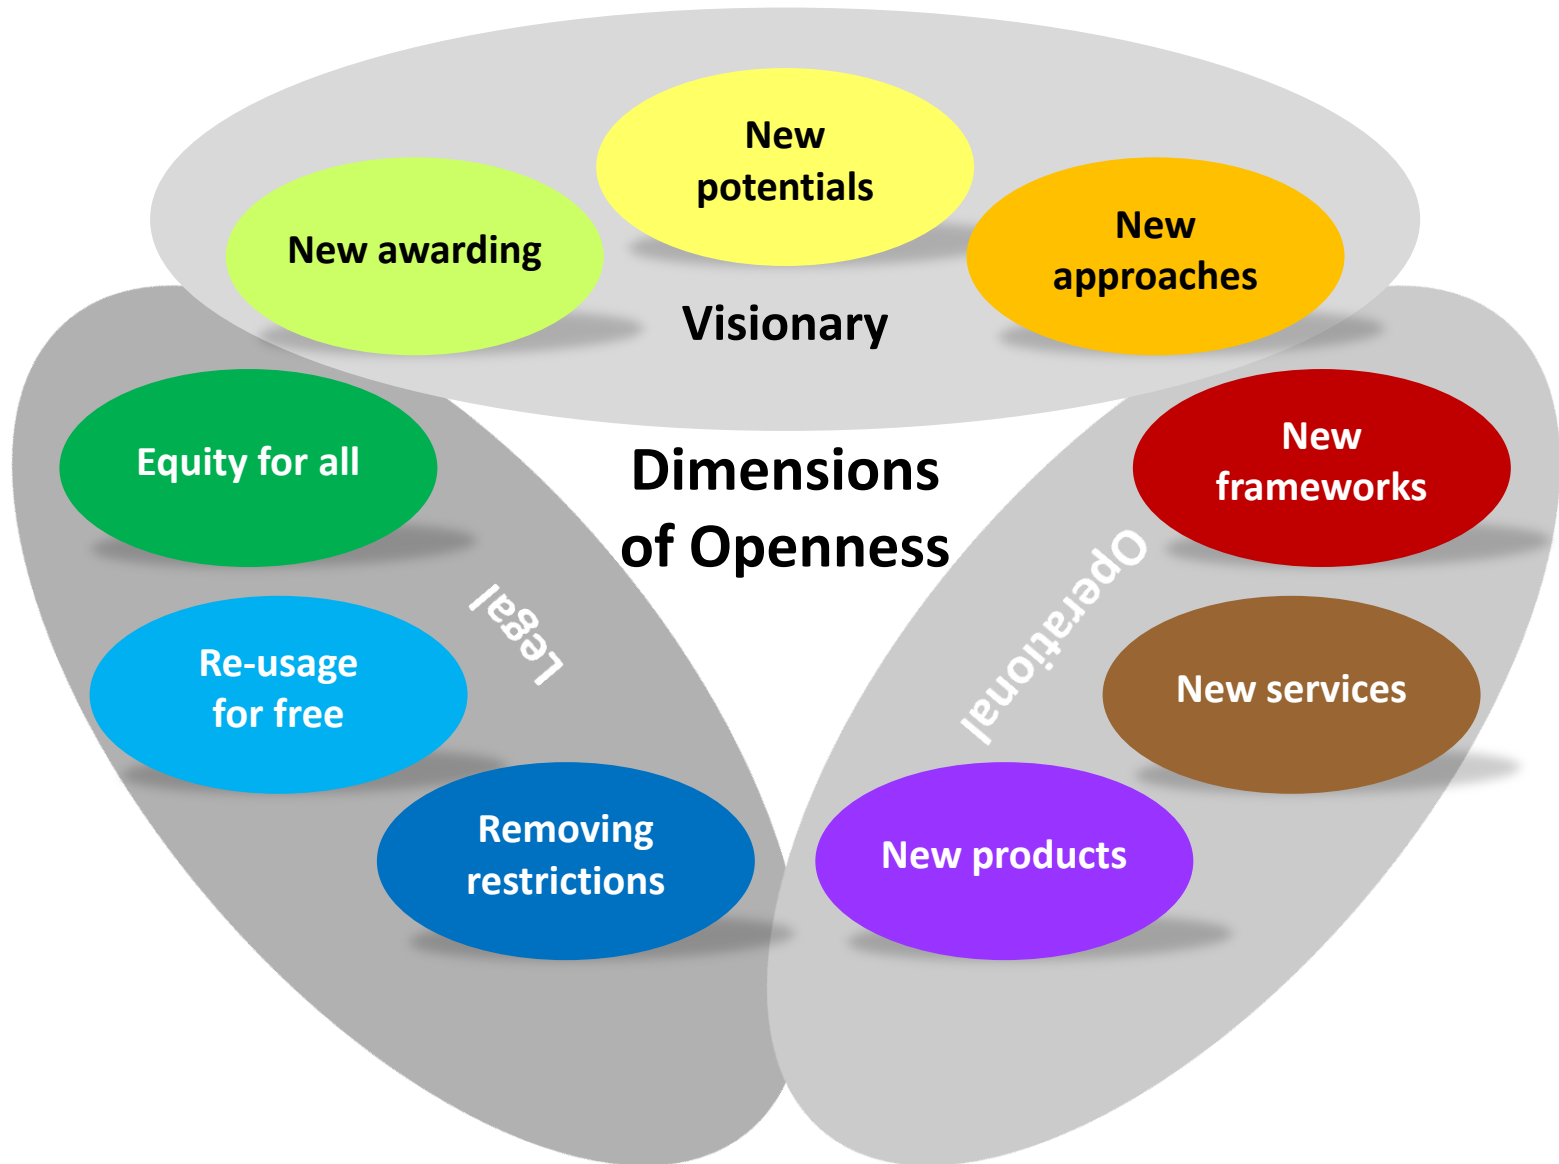 New
potentials
New awarding
New
approaches
Visionary
Dimensions
of Openness
Equity for all
Legal
Re-usage
for free
Removing
restrictions
New
frameworks
Operational
New services
New products